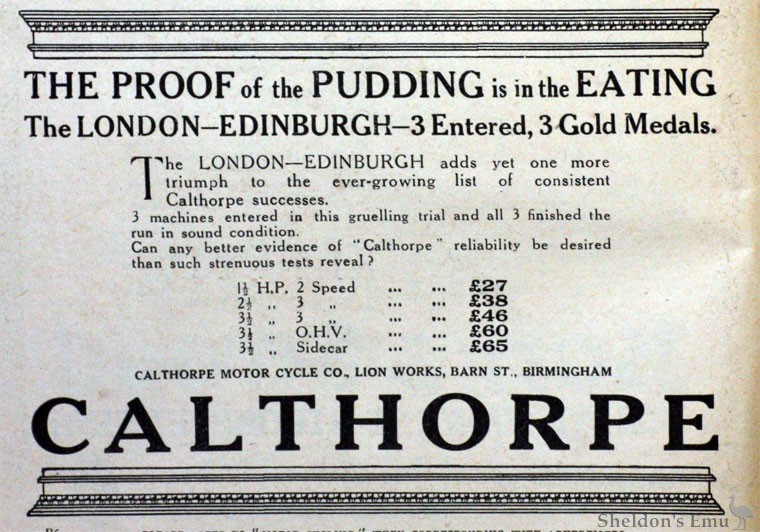 THE PROOF of the PUDDING is in the EATING
The LONDON—EDINBURGH—3 Entered, 3 Gold Medals.
The LONDON—EDINBURGH adds yet one more
triumph to the ever-growing list of consistent
Calthorpe successes.
3 machines entered in this gruelling trial and all 3 finished the
run in sound condition.
Can any better evidence of "Calthorpe" reliability be desired
than such strenuous tests reveal?
1½ H.P. 2 Speed ... ... £27
2½ ,, 3 ,, ... ... £38
3½ ,, 3 ,, ... ... £46
3½ ,, O.H.V. ... ... £60
3½ ,, Sidecar ... ... £65
CALTHORPE MOTOR CYCLE CO., LION WORKS, BARN ST., BIRMINGHAM
CALTHORPE
Sheldon's Emu